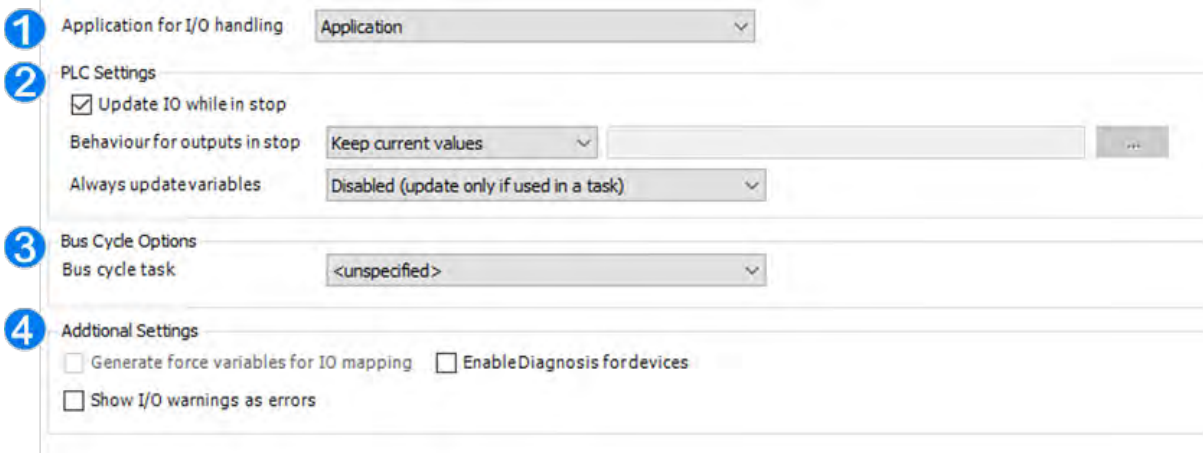 1 Application for I/O handling Application
2 PLC Settings
Update IO while in stop
Behaviour for outputs in stop Keep current values ...
Always update variables Disabled (update only if used in a task)
3 Bus Cycle Options
Bus cycle task <unspecified>
4 Addtional Settings
Generate force variables for IO mapping Enable Diagnosis for devices
Show I/O warnings as errors